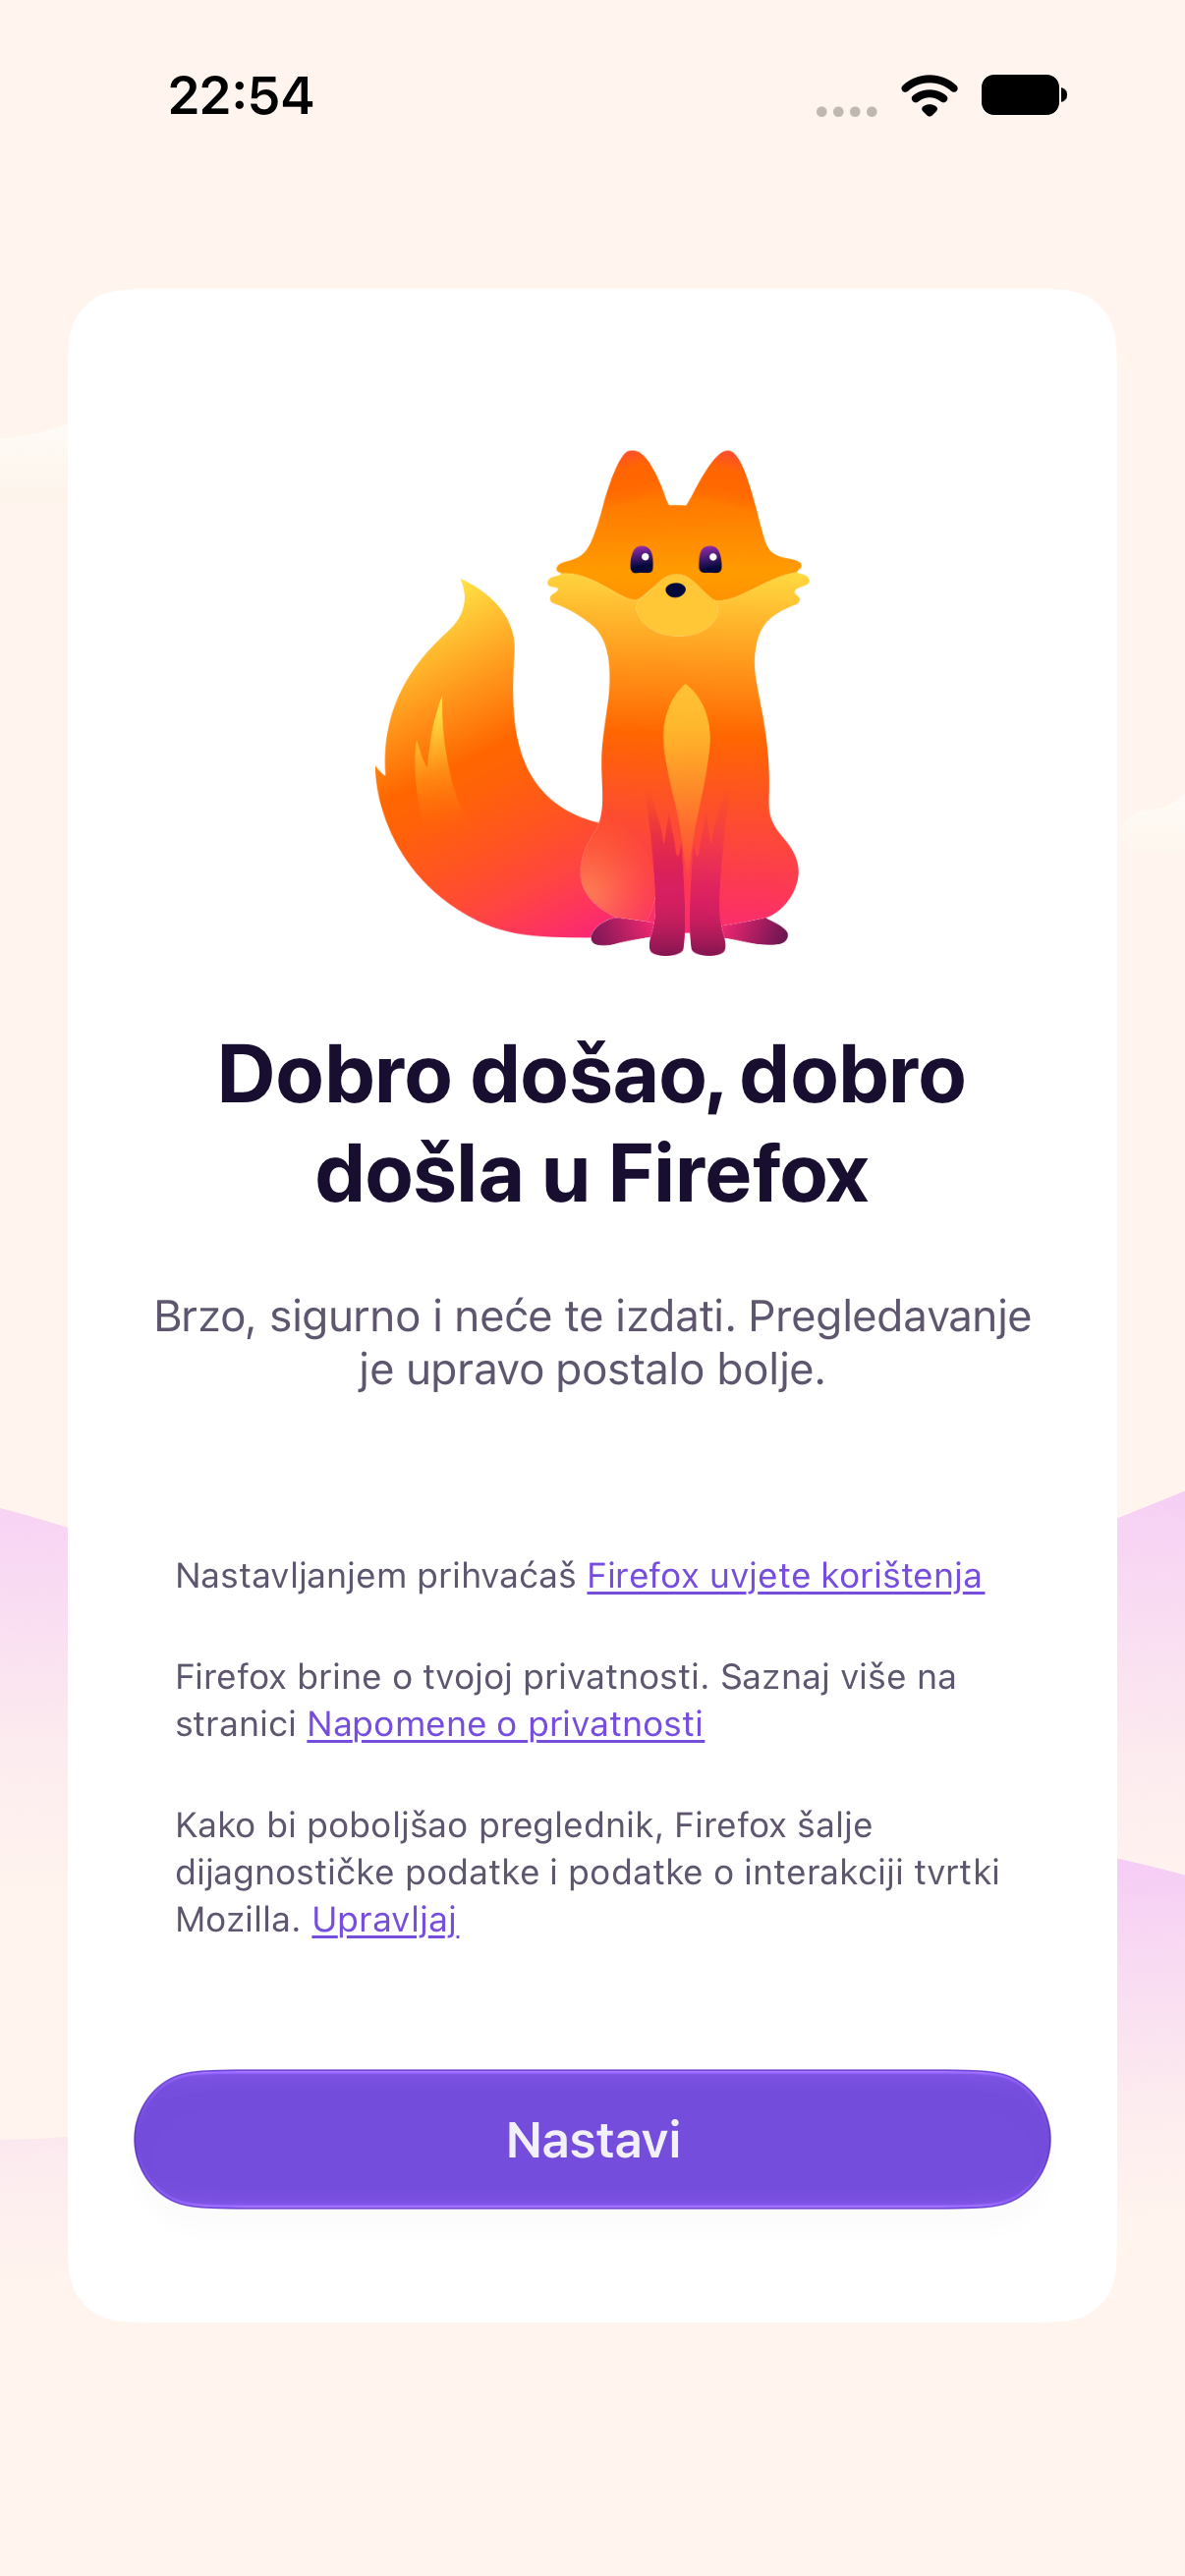 22:54
Dobro došao, dobro
došla u Firefox
Brzo, sigurno i neće te izdati. Pregledavanje
je upravo postalo bolje.
Nastavljanjem prihvaćaš Firefox uvjete korištenja
Firefox brine o tvojoj privatnosti. Saznaj više na
stranici Napomene o privatnosti
Kako bi poboljšao preglednik, Firefox šalje
dijagnostičke podatke i podatke o interakciji tvrtki
Mozilla. Upravljaj
Nastavi